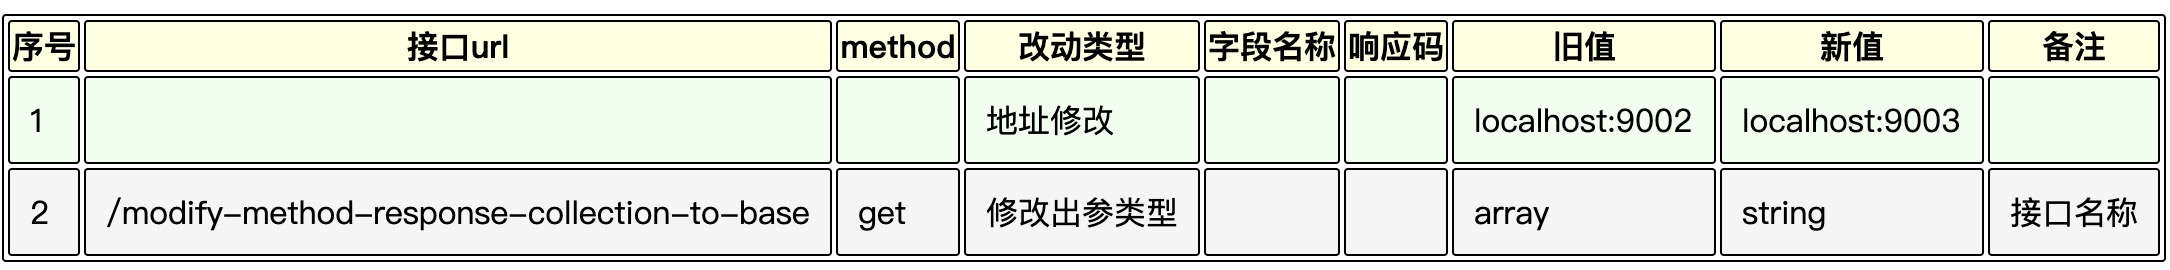 序号 接口url method 改动类型 字段名称 响应码 旧值 新值 备注
1 地址修改 localhost:9002 localhost:9003
2 /modify-method-response-collection-to-base get 修改出参类型 array string 接口名称